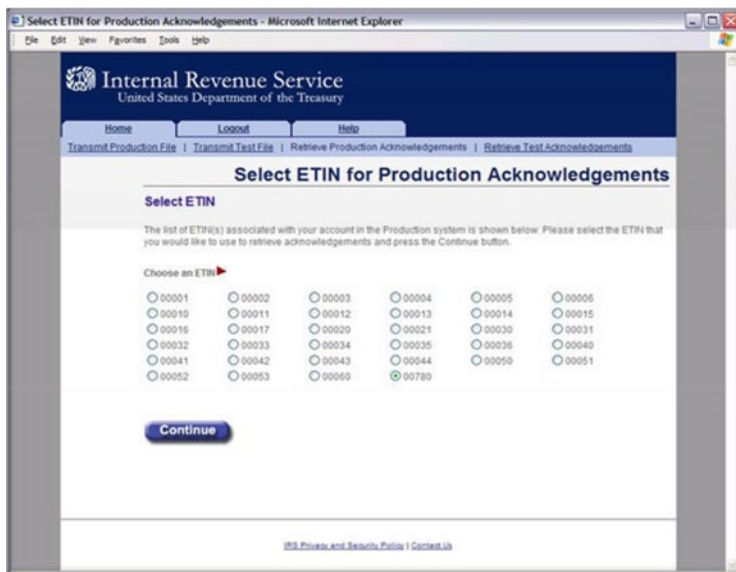 Select ETIN for Production Acknowledgements - Microsoft Internet Explorer
File Edit View Favorites Tools Help
Internal Revenue Service
United States Department of the Treasury
Home Logout Help
Transmit Production File | Transmit Test File | Retrieve Production Acknowledgements | Retrieve Test Acknowledgements
Select ETIN for Production Acknowledgements
Select ETIN
The list of ETIN(s) associated with your account in the Production system is shown below. Please select the ETIN that
you would like to use to retrieve acknowledgements and press the Continue button.
Choose an ETIN
00001 00002 00003 00004 00005 00006
00010 00011 00012 00013 00014 00015
00016 00017 00020 00021 00030 00031
00032 00033 00034 00035 00036 00040
00041 00042 00043 00044 00050 00051
00052 00053 00060 00780
Continue
IRS Privacy and Security Policy | Contact Us